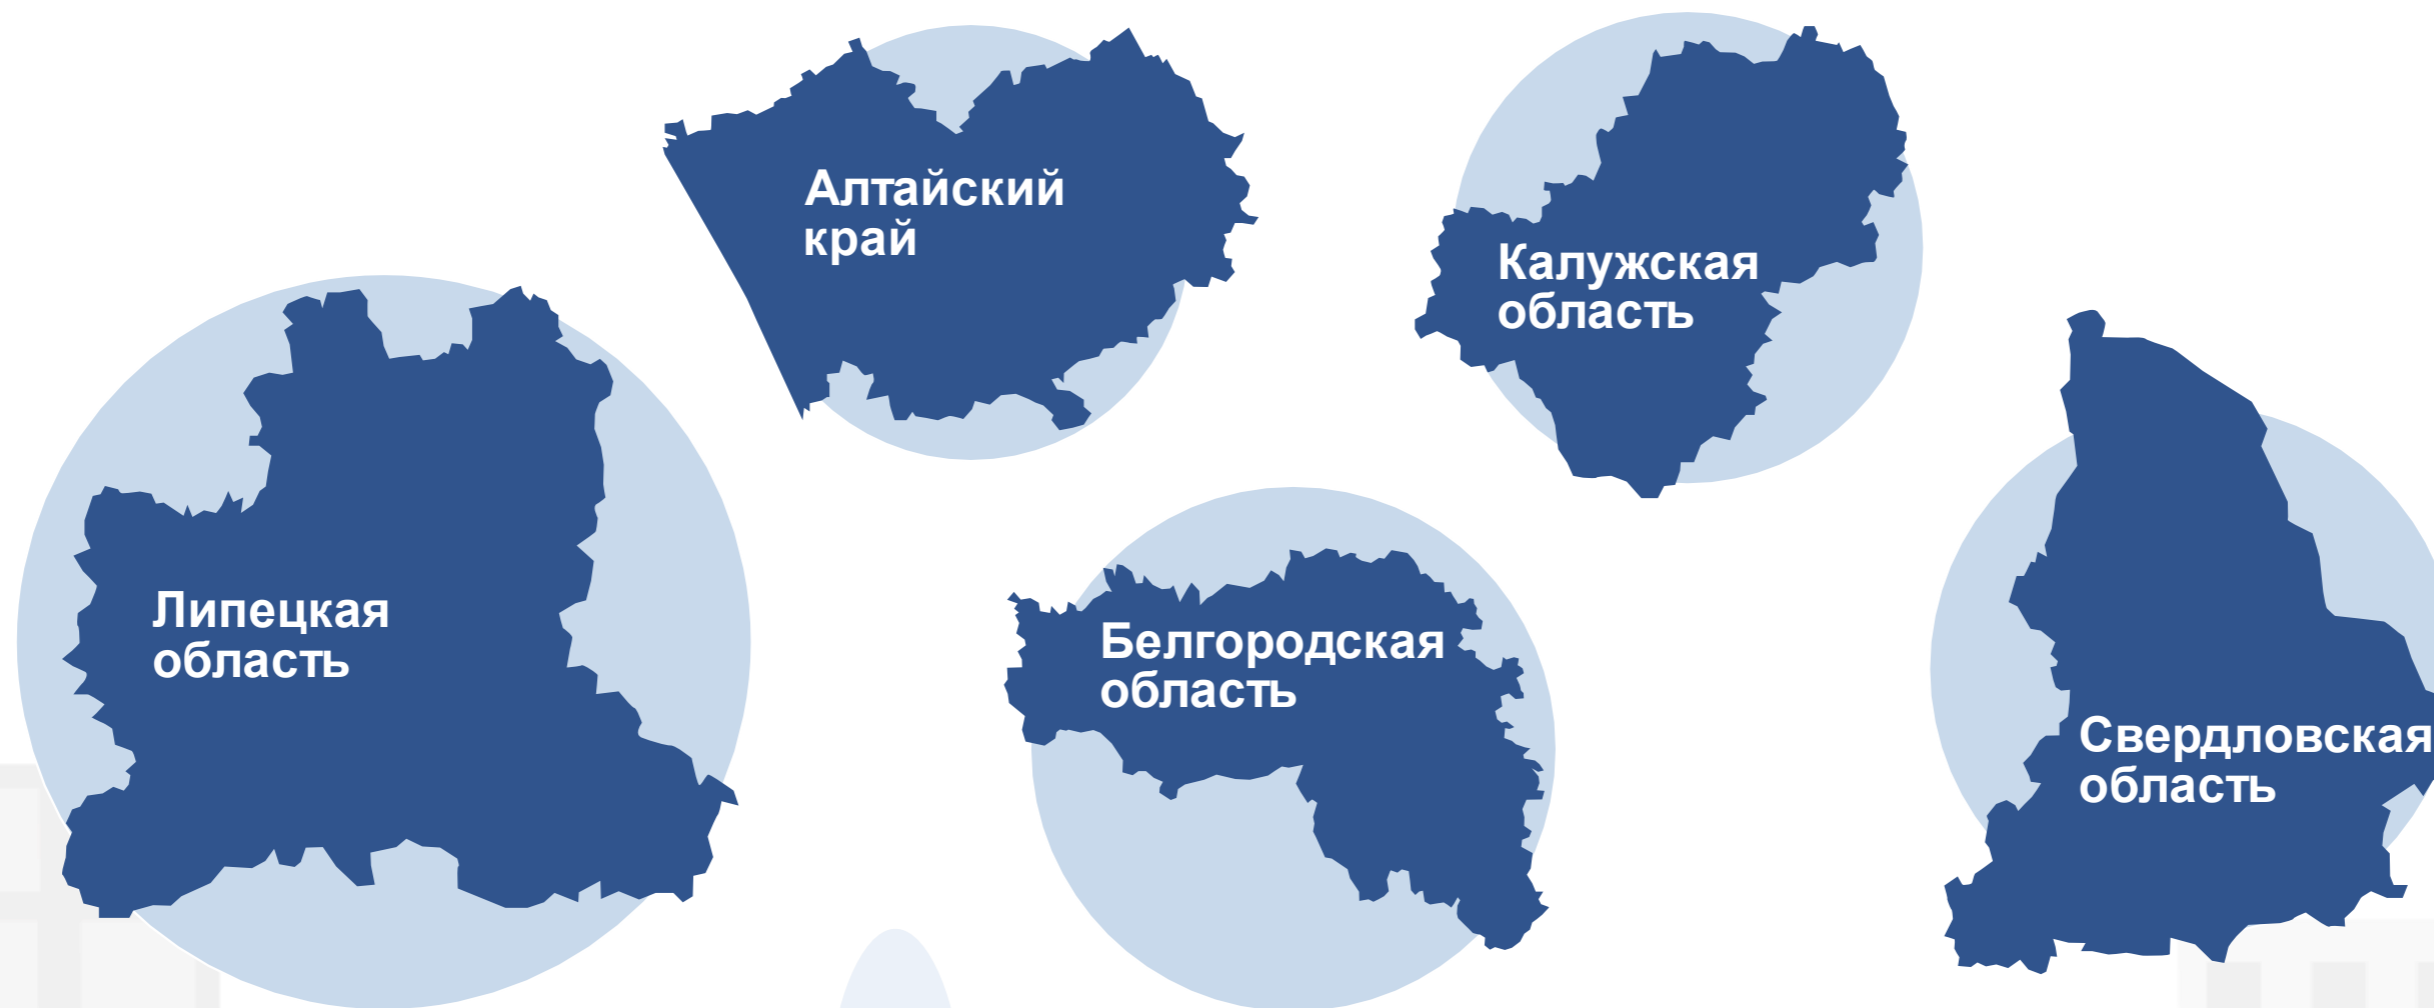 Алтайский
край
Калужская
область
Липецкая
область
Белгородская
область
Свердловская
область